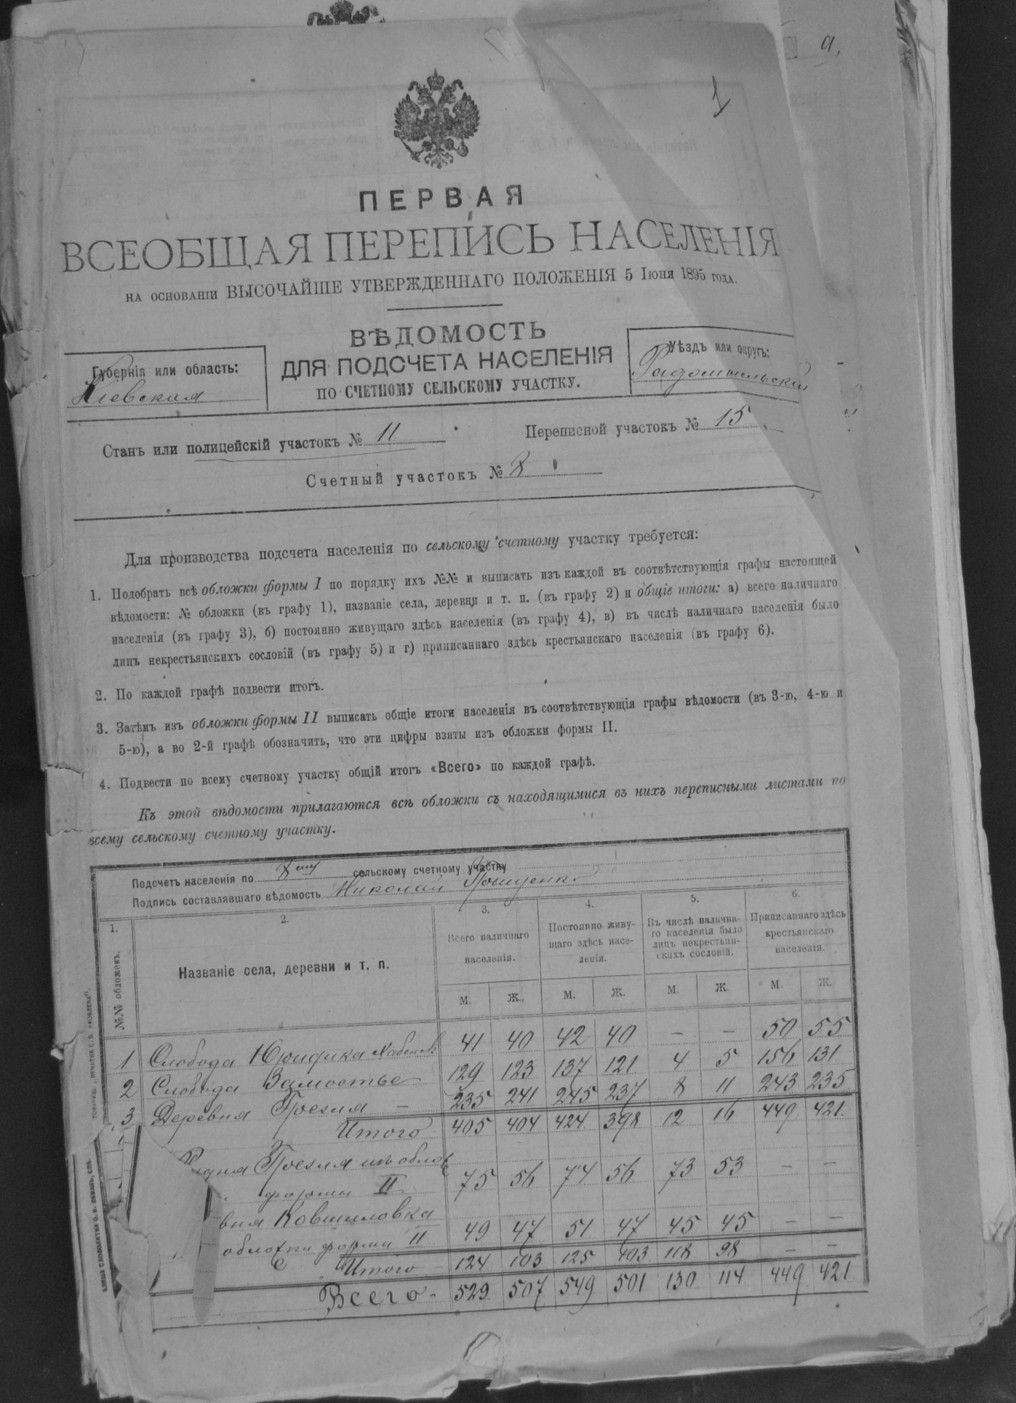 а,
1
ПЕРВАЯ
ВСЕОБЩАЯ ПЕРЕПИСЬ НАСЕЛЕНІЯ
НА ОСНОВАНІИ ВЫСОЧАЙШЕ УТВЕРЖДЕННАГО ПОЛОЖЕНІЯ 5 Іюня 1895 года.
ВѢДОМОСТЬ
ДЛЯ ПОДСЧЕТА НАСЕЛЕНІЯ
ПО СЧЕТНОМУ СЕЛЬСКОМУ УЧАСТКУ.
Губернія или область:
Кіевская
Уѣздъ или округъ:
Радомысльскій
Станъ или полицейскій участокъ № 11
Переписной участокъ № 15
Счетный участокъ № 8
Для производства подсчета населенія по сельскому счетному участку требуется:
1. Подобрать всѣ обложки формы I по порядку ихъ №№ и выписать изъ каждой въ соотвѣтствующія графы настоящей
вѣдомости: № обложки (въ графу 1), названіе села, деревни и т. п. (въ графу 2) и общіе итоги: а) всего наличнаго
населенія (въ графу 3), б) постоянно живущаго здѣсь населенія (въ графу 4), в) въ числѣ наличнаго населенія было
лицъ некрестьянскихъ сословій (въ графу 5) и г) приписаннаго здѣсь крестьянскаго населенія (въ графу 6).
2. По каждой графѣ подвести итогъ.
3. Затѣмъ изъ обложки формы II выписать общіе итоги населенія въ соотвѣтствующія графы вѣдомости (въ 3-ю, 4-ю и
5-ю), а во 2-й графѣ обозначить, что эти цифры взяты изъ обложки формы II.
4. Подвести по всему счетному участку общій итогъ «Всего» по каждой графѣ.
Къ этой вѣдомости прилагаются всѣ обложки съ находящимися въ нихъ переписными листами по
всему сельскому счетному участку.
Подсчетъ населенія по 8му сельскому счетному участку
Подпись составлявшаго вѣдомость Николай
1. 2. 3. 4. 5. 6.
№№ обложекъ.
Названіе села, деревни и т. п.
Всего наличнаго населенія.
Постоянно живущаго здѣсь населенія.
Въ числѣ наличнаго населенія было лицъ некрестьянскихъ сословій.
Приписаннаго здѣсь крестьянскаго населенія.
М. Ж. М. Ж. М. Ж. М. Ж.
1 Слобода Юридика 41 40 42 40 — — 50 55
2 Слобода Замостье 129 123 137 121 4 5 156 131
3 Деревня Грезля — 235 241 245 237 8 11 243 235
Итого 405 404 424 398 12 16 449 421
Грезля изъ облож
формы II 75 56 74 56 73 53 — —
вня Ковшиловка
обложки формы II 49 47 51 47 45 45 — —
Итого 124 103 125 103 118 98 — —
Всего 529 507 549 501 130 114 449 421